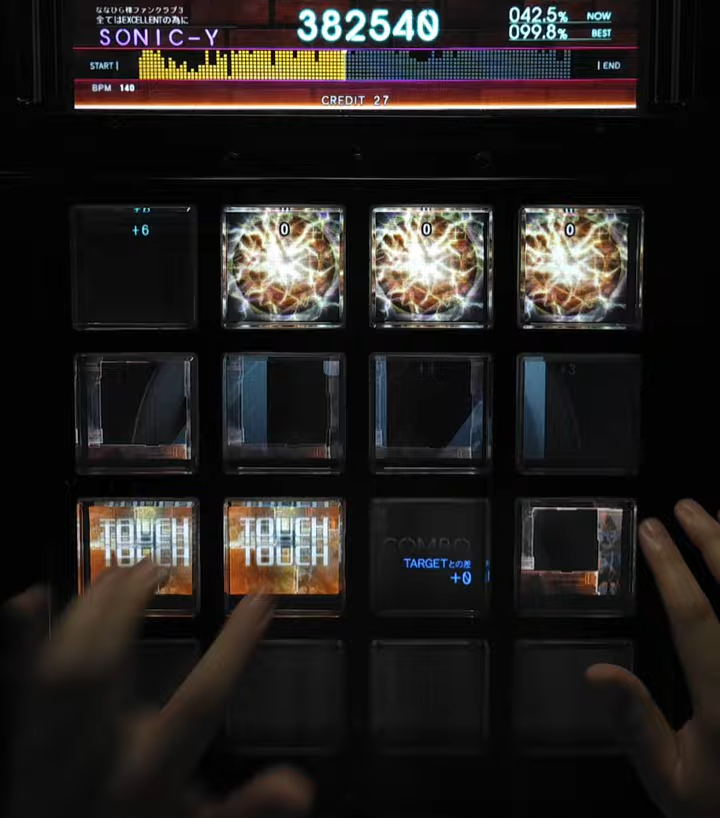 ななひら様ファンクラブ3
全てはEXCELLENTの為に
SONIC-Y
382540
042.5% NOW
099.8% BEST
START|
| END
BPM 140
CREDIT 27
+6
0
0
0
+3
TOUCH
TOUCH
TOUCH
TOUCH
COMBO
TARGETとの差
+0